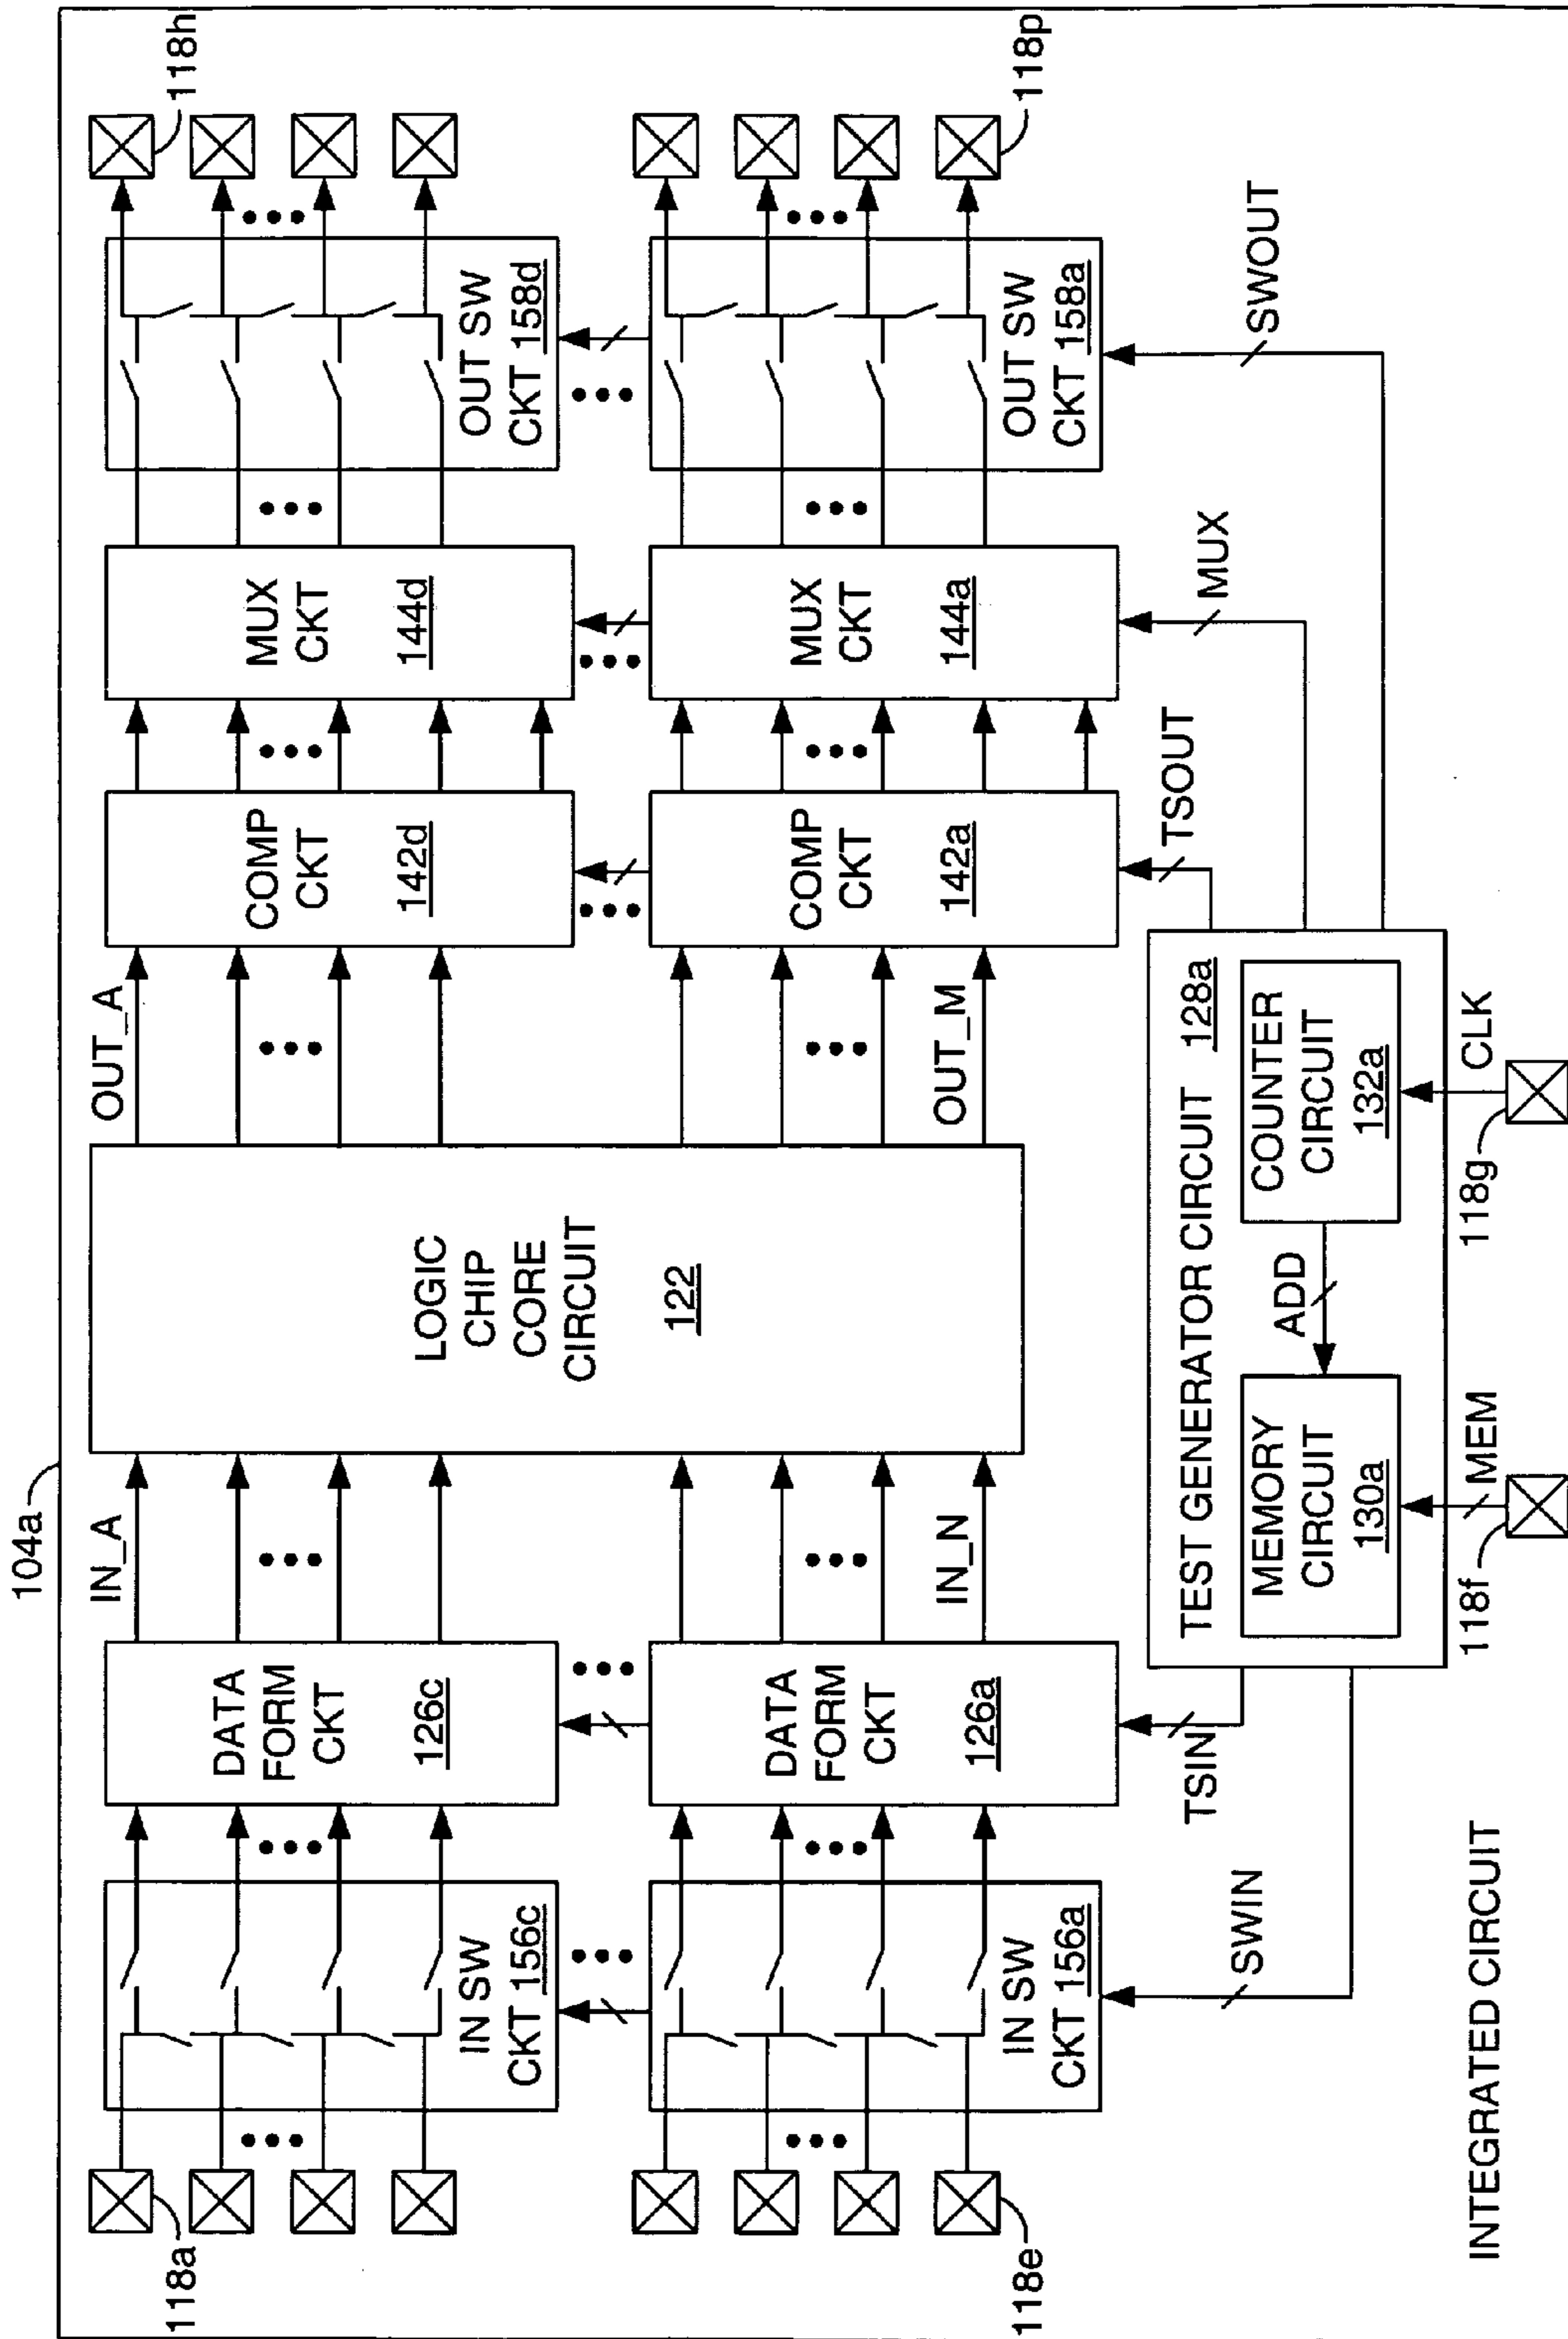 104a
118a
118h
IN_A
OUT_A
IN SW
CKT 156c
DATA
FORM
CKT
126c
LOGIC
CHIP
CORE
CIRCUIT
122
COMP
CKT
142d
MUX
CKT
144d
OUT SW
CKT 158d
IN SW
CKT 156a
DATA
FORM
CKT
126a
COMP
CKT
142a
MUX
CKT
144a
OUT SW
CKT 158a
118e
IN_N
OUT_M
118p
SWIN
TSIN
TSOUT
MUX
SWOUT
TEST GENERATOR CIRCUIT 128a
MEMORY
CIRCUIT
130a
ADD
COUNTER
CIRCUIT
132a
118f
MEM
118g
CLK
INTEGRATED CIRCUIT